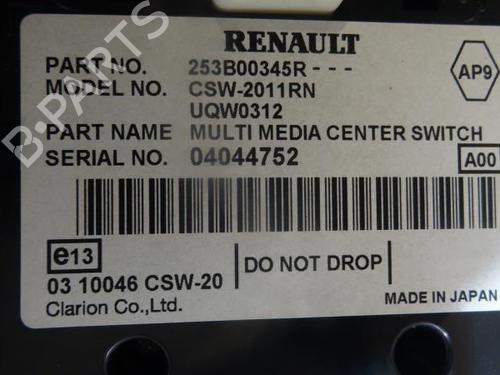 RENAULT
PART NO. 253B00345R - - -
MODEL NO. CSW-2011RN
UQW0312
AP9
PART NAME MULTI MEDIA CENTER SWITCH
SERIAL NO. 04044752
A00
e13
03 10046 CSW-20
DO NOT DROP
Clarion Co.,Ltd.
MADE IN JAPAN
B-PARTS